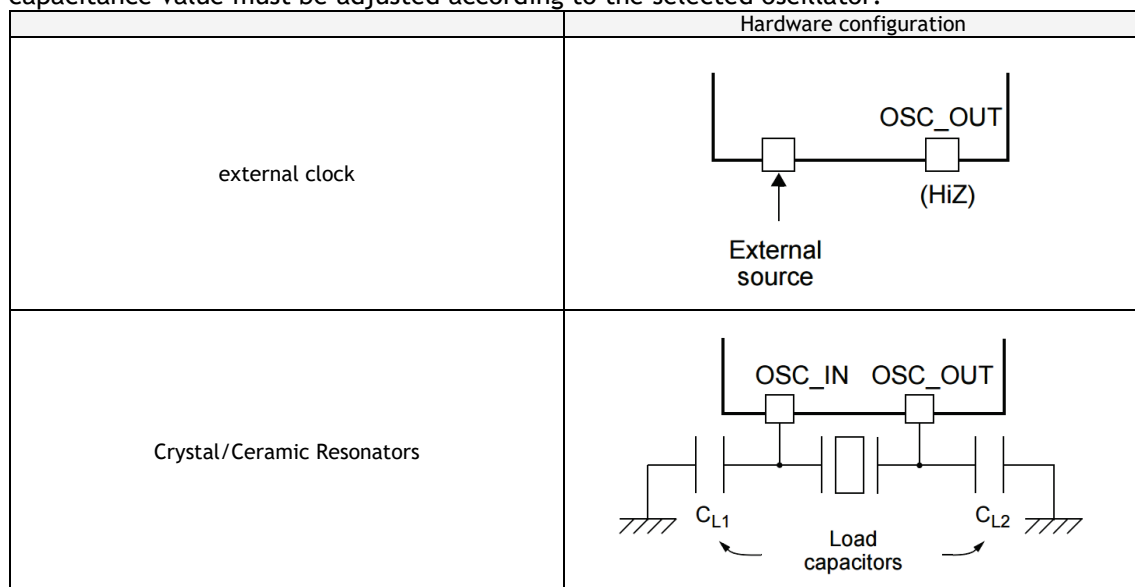 capacitance value must be adjusted according to the selected oscillator.
Hardware configuration
external clock
OSC_OUT
(HiZ)
External
source
Crystal/Ceramic Resonators
OSC_IN OSC_OUT
CL1
CL2
Load
capacitors